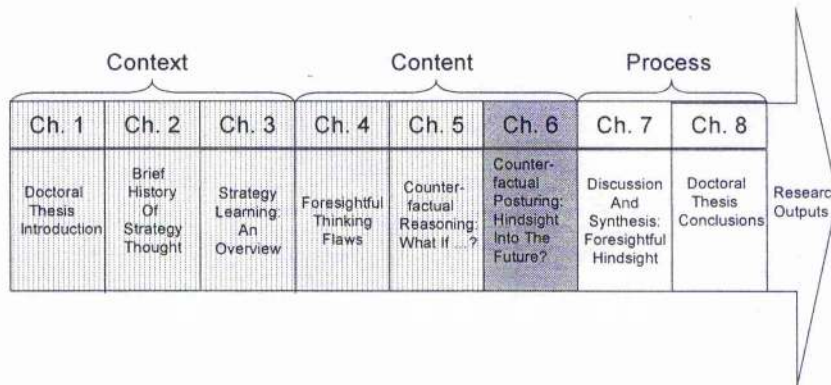 Context
Content
Process
Ch. 1
Ch. 2
Ch. 3
Ch. 4
Ch. 5
Ch. 6
Ch. 7
Ch. 8
Doctoral
Thesis
Introduction
Brief
History
Of
Strategy
Thought
Strategy
Learning:
An
Overview
Foresightful
Thinking
Flaws
Counter-
factual
Reasoning:
What If ...?
Counter-
factual
Posturing:
Hindsight
Into The
Future?
Discussion
And
Synthesis:
Foresightful
Hindsight
Doctoral
Thesis
Conclusions
Research
Outputs